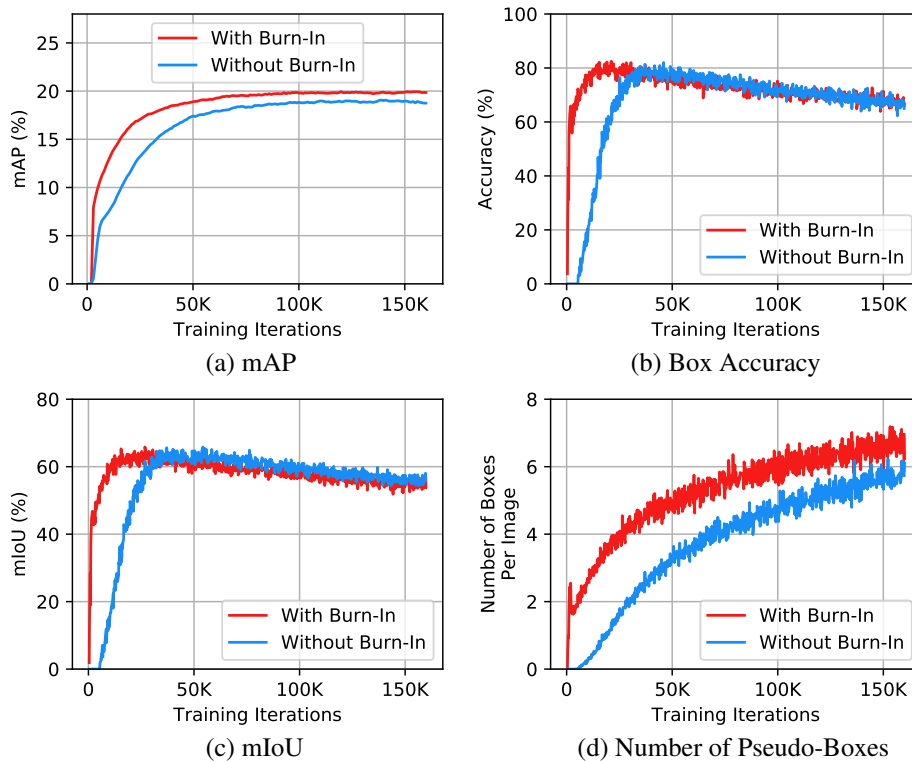 25
20
15
10
5
0
mAP (%)
With Burn-In
Without Burn-In
0
50K
100K
150K
Training Iterations
(a) mAP
100
80
60
40
20
0
Accuracy (%)
With Burn-In
Without Burn-In
0
50K
100K
150K
Training Iterations
(b) Box Accuracy
80
60
40
20
0
mIoU (%)
With Burn-In
Without Burn-In
0
50K
100K
150K
Training Iterations
(c) mIoU
8
6
4
2
0
Number of Boxes
Per Image
With Burn-In
Without Burn-In
0
50K
100K
150K
Training Iterations
(d) Number of Pseudo-Boxes